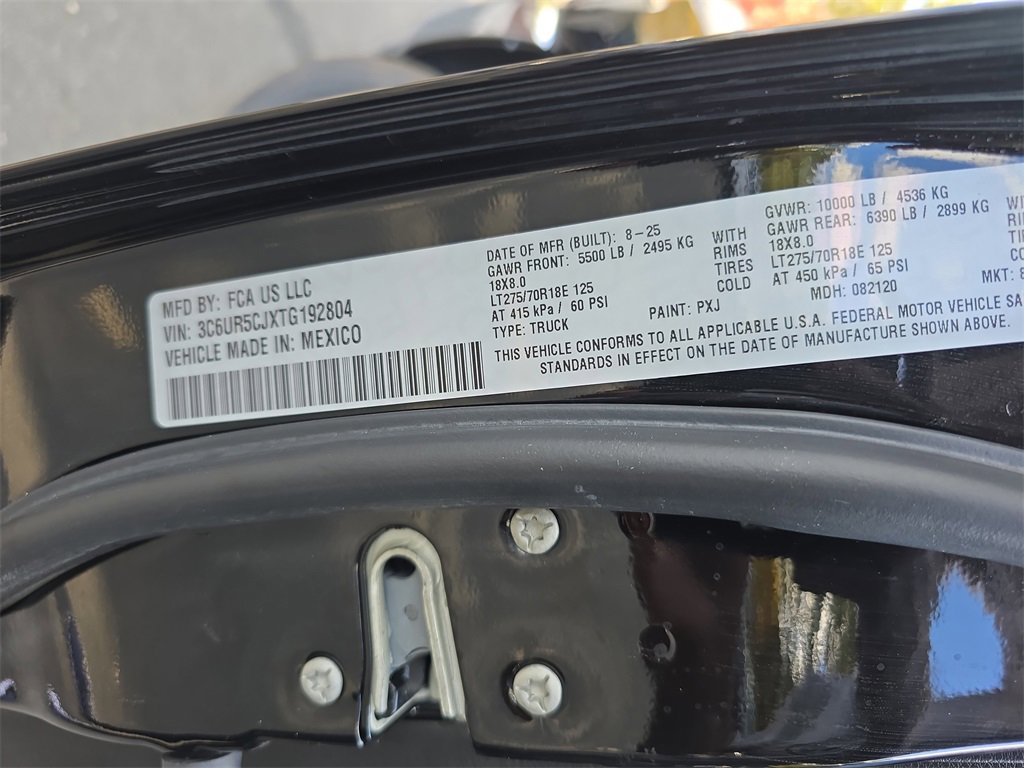 MFD BY: FCA US LLC
VIN: 3C6UR5CJXTG192804
VEHICLE MADE IN: MEXICO
DATE OF MFR (BUILT): 8-25
GAWR FRONT: 5500 LB / 2495 KG
18X8.0
LT275/70R18E 125
AT 415 kPa / 60 PSI
TYPE: TRUCK
WITH
RIMS
TIRES
COLD
PAINT: PXJ
GVWR: 10000 LB / 4536 KG
GAWR REAR: 6390 LB / 2899 KG
18X8.0
LT275/70R18E 125
AT 450 kPa / 65 PSI
MDH: 082120
MKT: 8
THIS VEHICLE CONFORMS TO ALL APPLICABLE U.S.A. FEDERAL MOTOR VEHICLE SA
STANDARDS IN EFFECT ON THE DATE OF MANUFACTURE SHOWN ABOVE.